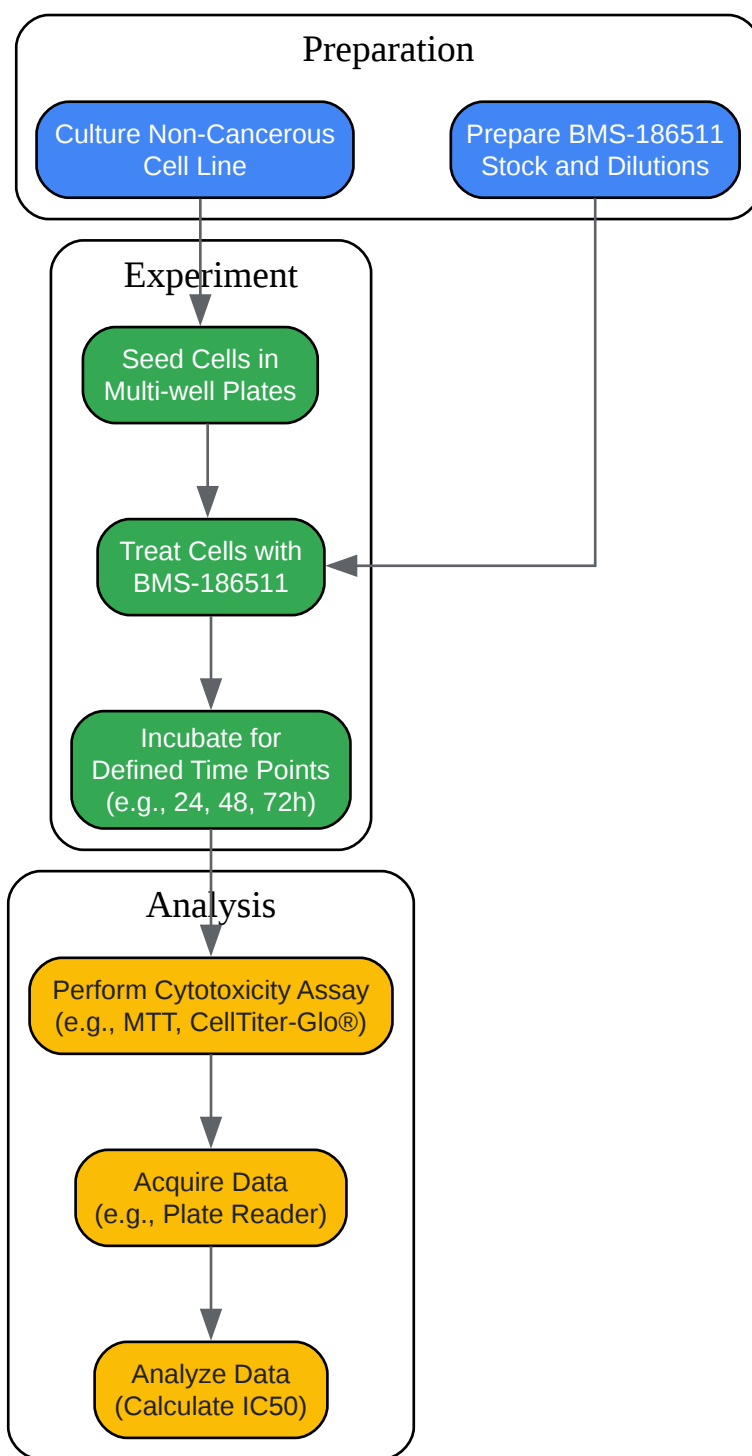 Preparation
Culture Non-Cancerous
Cell Line
Prepare BMS-186511
Stock and Dilutions
Experiment
Seed Cells in
Multi-well Plates
Treat Cells with
BMS-186511
Incubate for
Defined Time Points
(e.g., 24, 48, 72h)
Analysis
Perform Cytotoxicity Assay
(e.g., MTT, CellTiter-Glo®)
Acquire Data
(e.g., Plate Reader)
Analyze Data
(Calculate IC50)